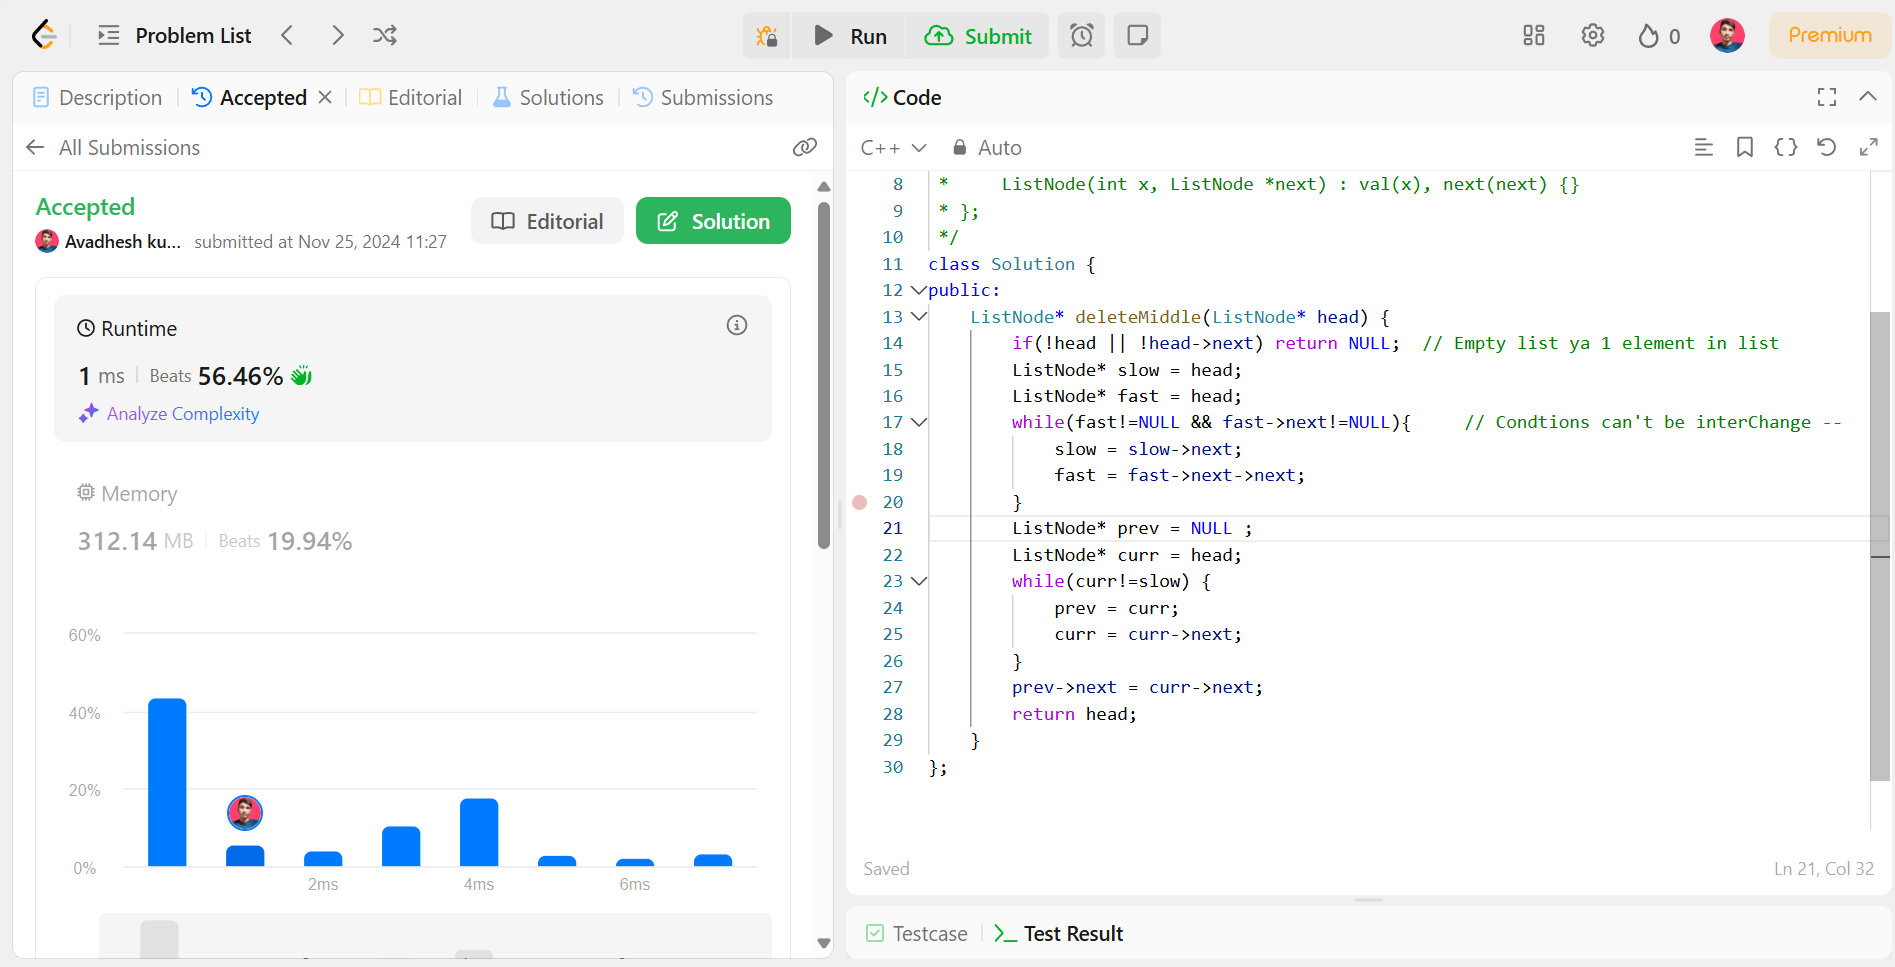 Problem List
Run
Submit
0
Premium
Description
Accepted
Editorial
Solutions
Submissions
All Submissions
Accepted
Avadhesh ku... submitted at Nov 25, 2024 11:27
Editorial
Solution
Runtime
1 ms Beats 56.46%
Analyze Complexity
Memory
312.14 MB Beats 19.94%
60%
40%
20%
0%
2ms 4ms 6ms
</> Code
C++ Auto
8 *     ListNode(int x, ListNode *next) : val(x), next(next) {}
9 * };
10 */
11 class Solution {
12 public:
13     ListNode* deleteMiddle(ListNode* head) {
14         if(!head || !head->next) return NULL;  // Empty list ya 1 element in list
15         ListNode* slow = head;
16         ListNode* fast = head;
17         while(fast!=NULL && fast->next!=NULL){     // Condtions can't be interChange --
18             slow = slow->next;
19             fast = fast->next->next;
20         }
21         ListNode* prev = NULL ;
22         ListNode* curr = head;
23         while(curr!=slow) {
24             prev = curr;
25             curr = curr->next;
26         }
27         prev->next = curr->next;
28         return head;
29     }
30 };
Saved
Ln 21, Col 32
Testcase
Test Result